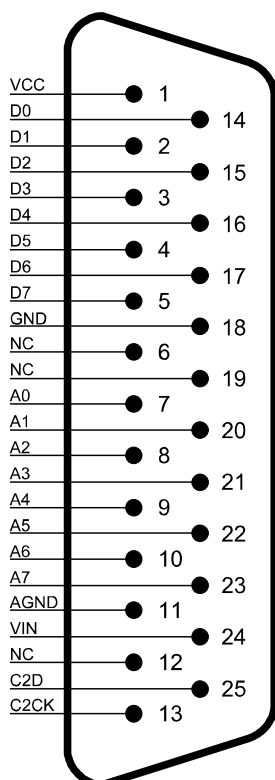 VCC 1
D0 14
D1 2
D2 15
D3 3
D4 16
D5 4
D6 17
D7 5
GND 18
NC 6
NC 19
A0 7
A1 20
A2 8
A3 21
A4 9
A5 22
A6 10
A7 23
AGND 11
VIN 24
NC 12
C2D 25
C2CK 13